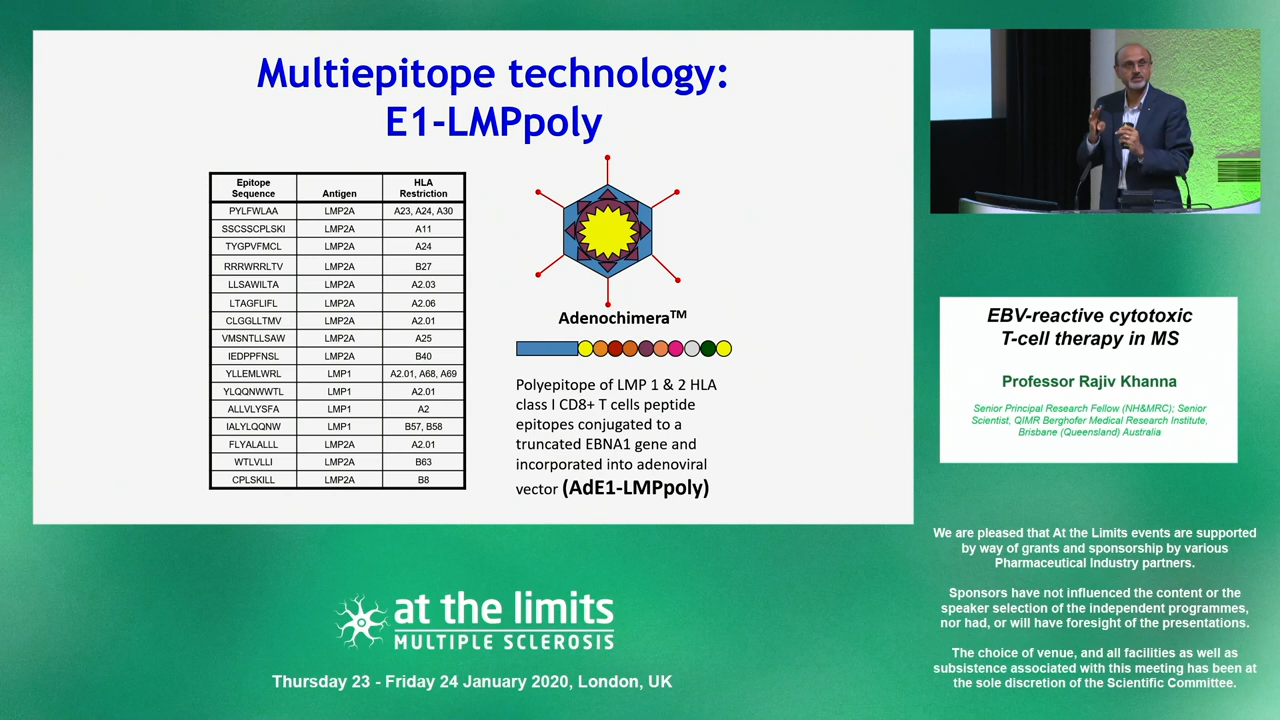 Multiepitope technology:
E1-LMPpoly
Epitope Sequence Antigen HLA Restriction
PYLFWLAA LMP2A A23, A24, A30
SSCSSCPLSKI LMP2A A11
TYGPVFMCL LMP2A A24
RRRWRRLTV LMP2A B27
LLSAWILTA LMP2A A2.03
LTAGFLIFL LMP2A A2.06
CLGGLLTMV LMP2A A2.01
VMSNTLLSAW LMP2A A25
IEDPPFNSL LMP2A B40
YLLEMLWRL LMP1 A2.01, A68, A69
YLQQNWWTL LMP1 A2.01
ALLVLYSFA LMP1 A2
IALYLQQNW LMP1 B57, B58
FLYALALLL LMP2A A2.01
WTLVLLI LMP2A B63
CPLSKILL LMP2A B8
Adenochimera™
Polyepitope of LMP 1 & 2 HLA
class I CD8+ T cells peptide
epitopes conjugated to a
truncated EBNA1 gene and
incorporated into adenoviral
vector (AdE1-LMPpoly)
EBV-reactive cytotoxic
T-cell therapy in MS
Professor Rajiv Khanna
Senior Principal Research Fellow (NH&MRC); Senior
Scientist, QIMR Berghofer Medical Research Institute,
Brisbane (Queensland) Australia
We are pleased that At the Limits events are supported
by way of grants and sponsorship by various
Pharmaceutical Industry partners.
Sponsors have not influenced the content or the
speaker selection of the independent programmes,
nor had, or will have foresight of the presentations.
The choice of venue, and all facilities as well as
subsistence associated with this meeting has been at
the sole discretion of the Scientific Committee.
at the limits
MULTIPLE SCLEROSIS
Thursday 23 - Friday 24 January 2020, London, UK